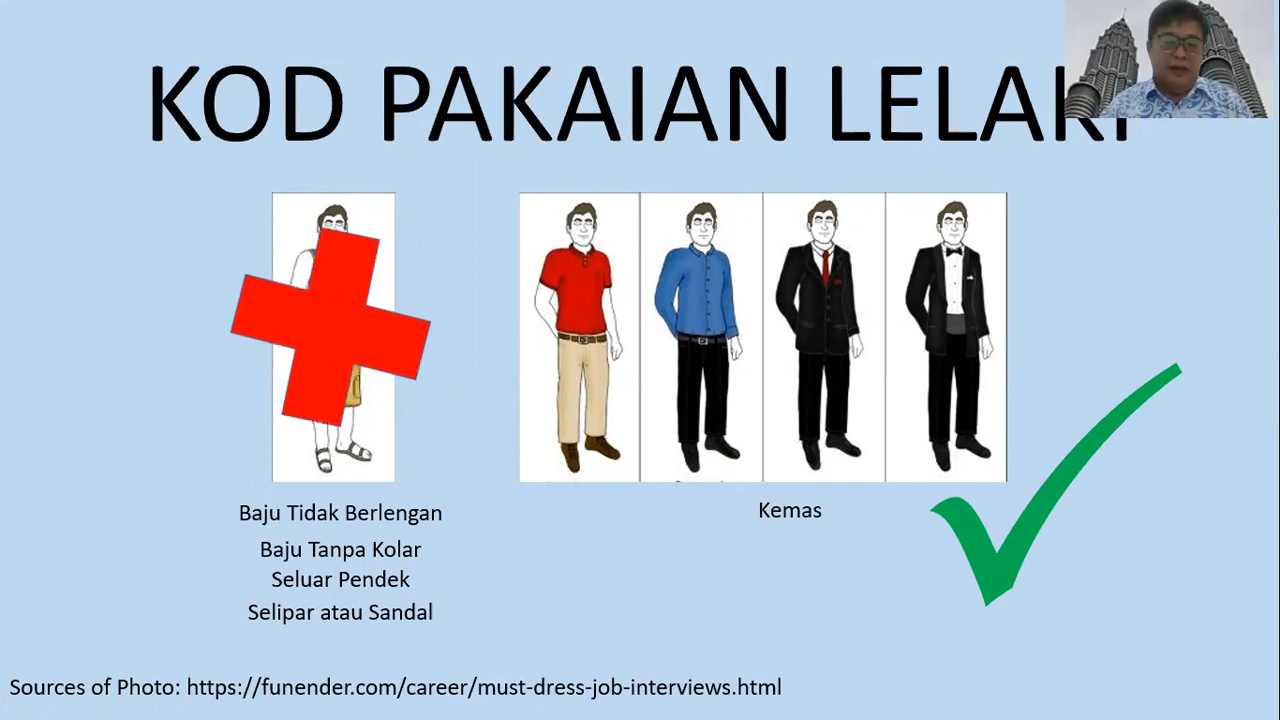 KOD PAKAIAN LELAKI
Baju Tidak Berlengan
Baju Tanpa Kolar
Seluar Pendek
Selipar atau Sandal
Kemas
Sources of Photo: https://funender.com/career/must-dress-job-interviews.html